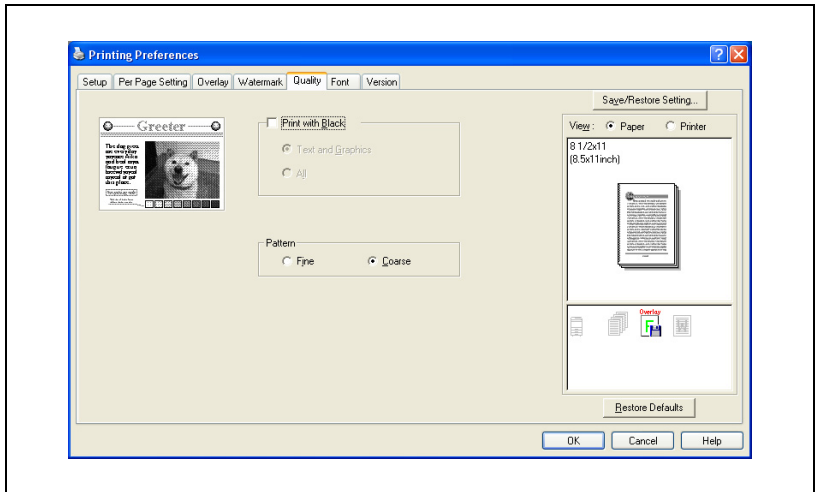 Printing Preferences
Setup Per Page Setting Overlay Watermark Quality Font Version
Save/Restore Setting...
Greeter
Print with Black
Text and Graphics
All
View: Paper Printer
8 1/2x11
(8.5x11inch)
Pattern
Fine Coarse
Overlay
F
Restore Defaults
OK Cancel Help